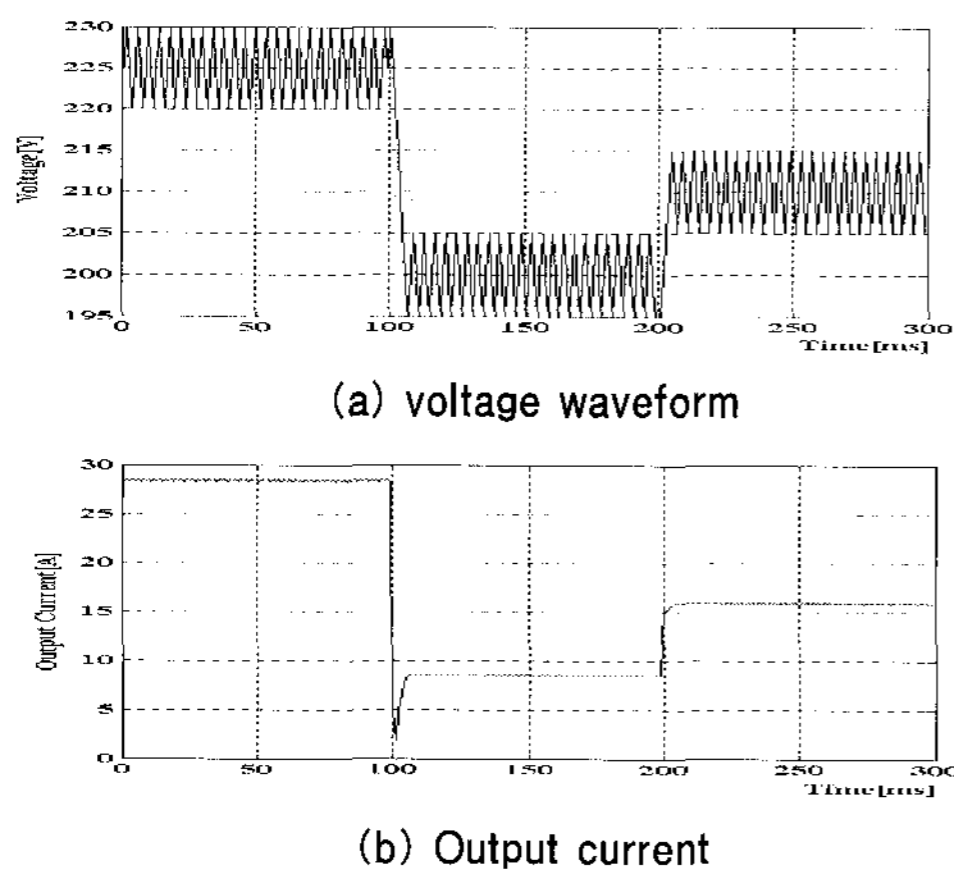 230
225
220
215
210
205
200
195
Voltage[V]
0 50 100 150 200 250 300
Time[ms]
(a) voltage waveform
30
25
20
15
10
5
0
Output Current[A]
0 50 100 150 200 250 300
Time[ms]
(b) Output current